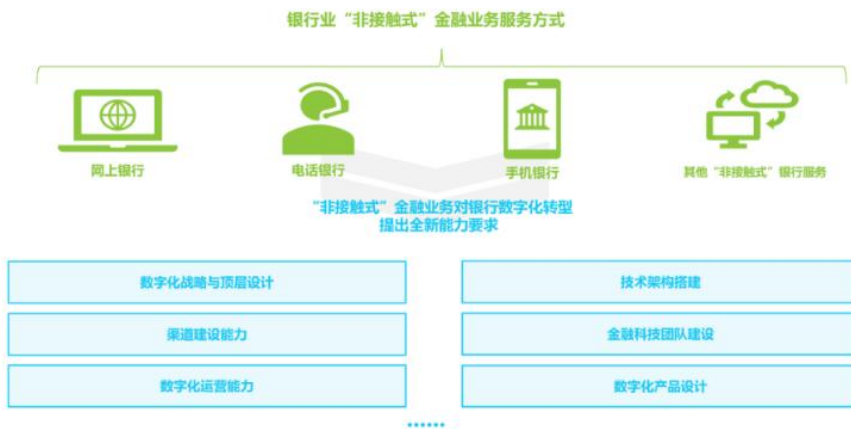 银行业“非接触式”金融业务服务方式
网上银行
电话银行
手机银行
其他“非接触式”银行服务
“非接触式”金融业务对银行数字化转型
提出全新能力要求
数字化战略与顶层设计
技术架构搭建
渠道建设能力
金融科技团队建设
数字化运营能力
数字化产品设计
……